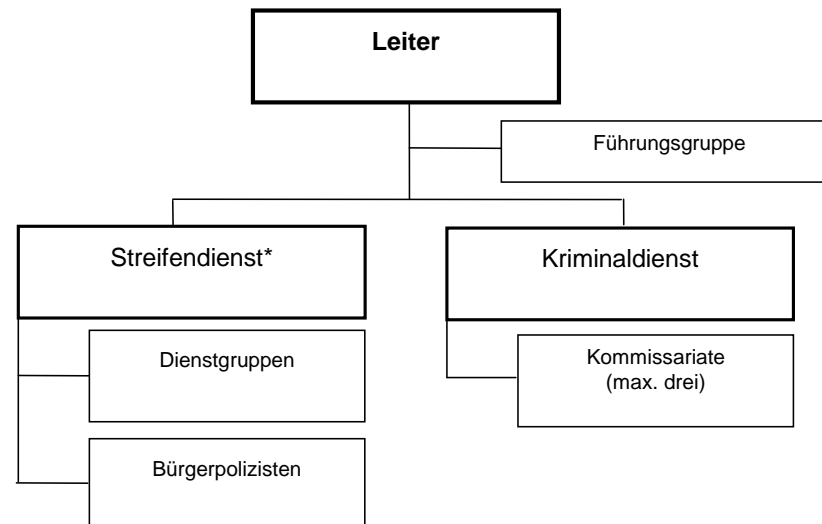 Leiter
Führungsgruppe
Streifendienst*
Kriminaldienst
Dienstgruppen
Kommissariate
(max. drei)
Bürgerpolizisten